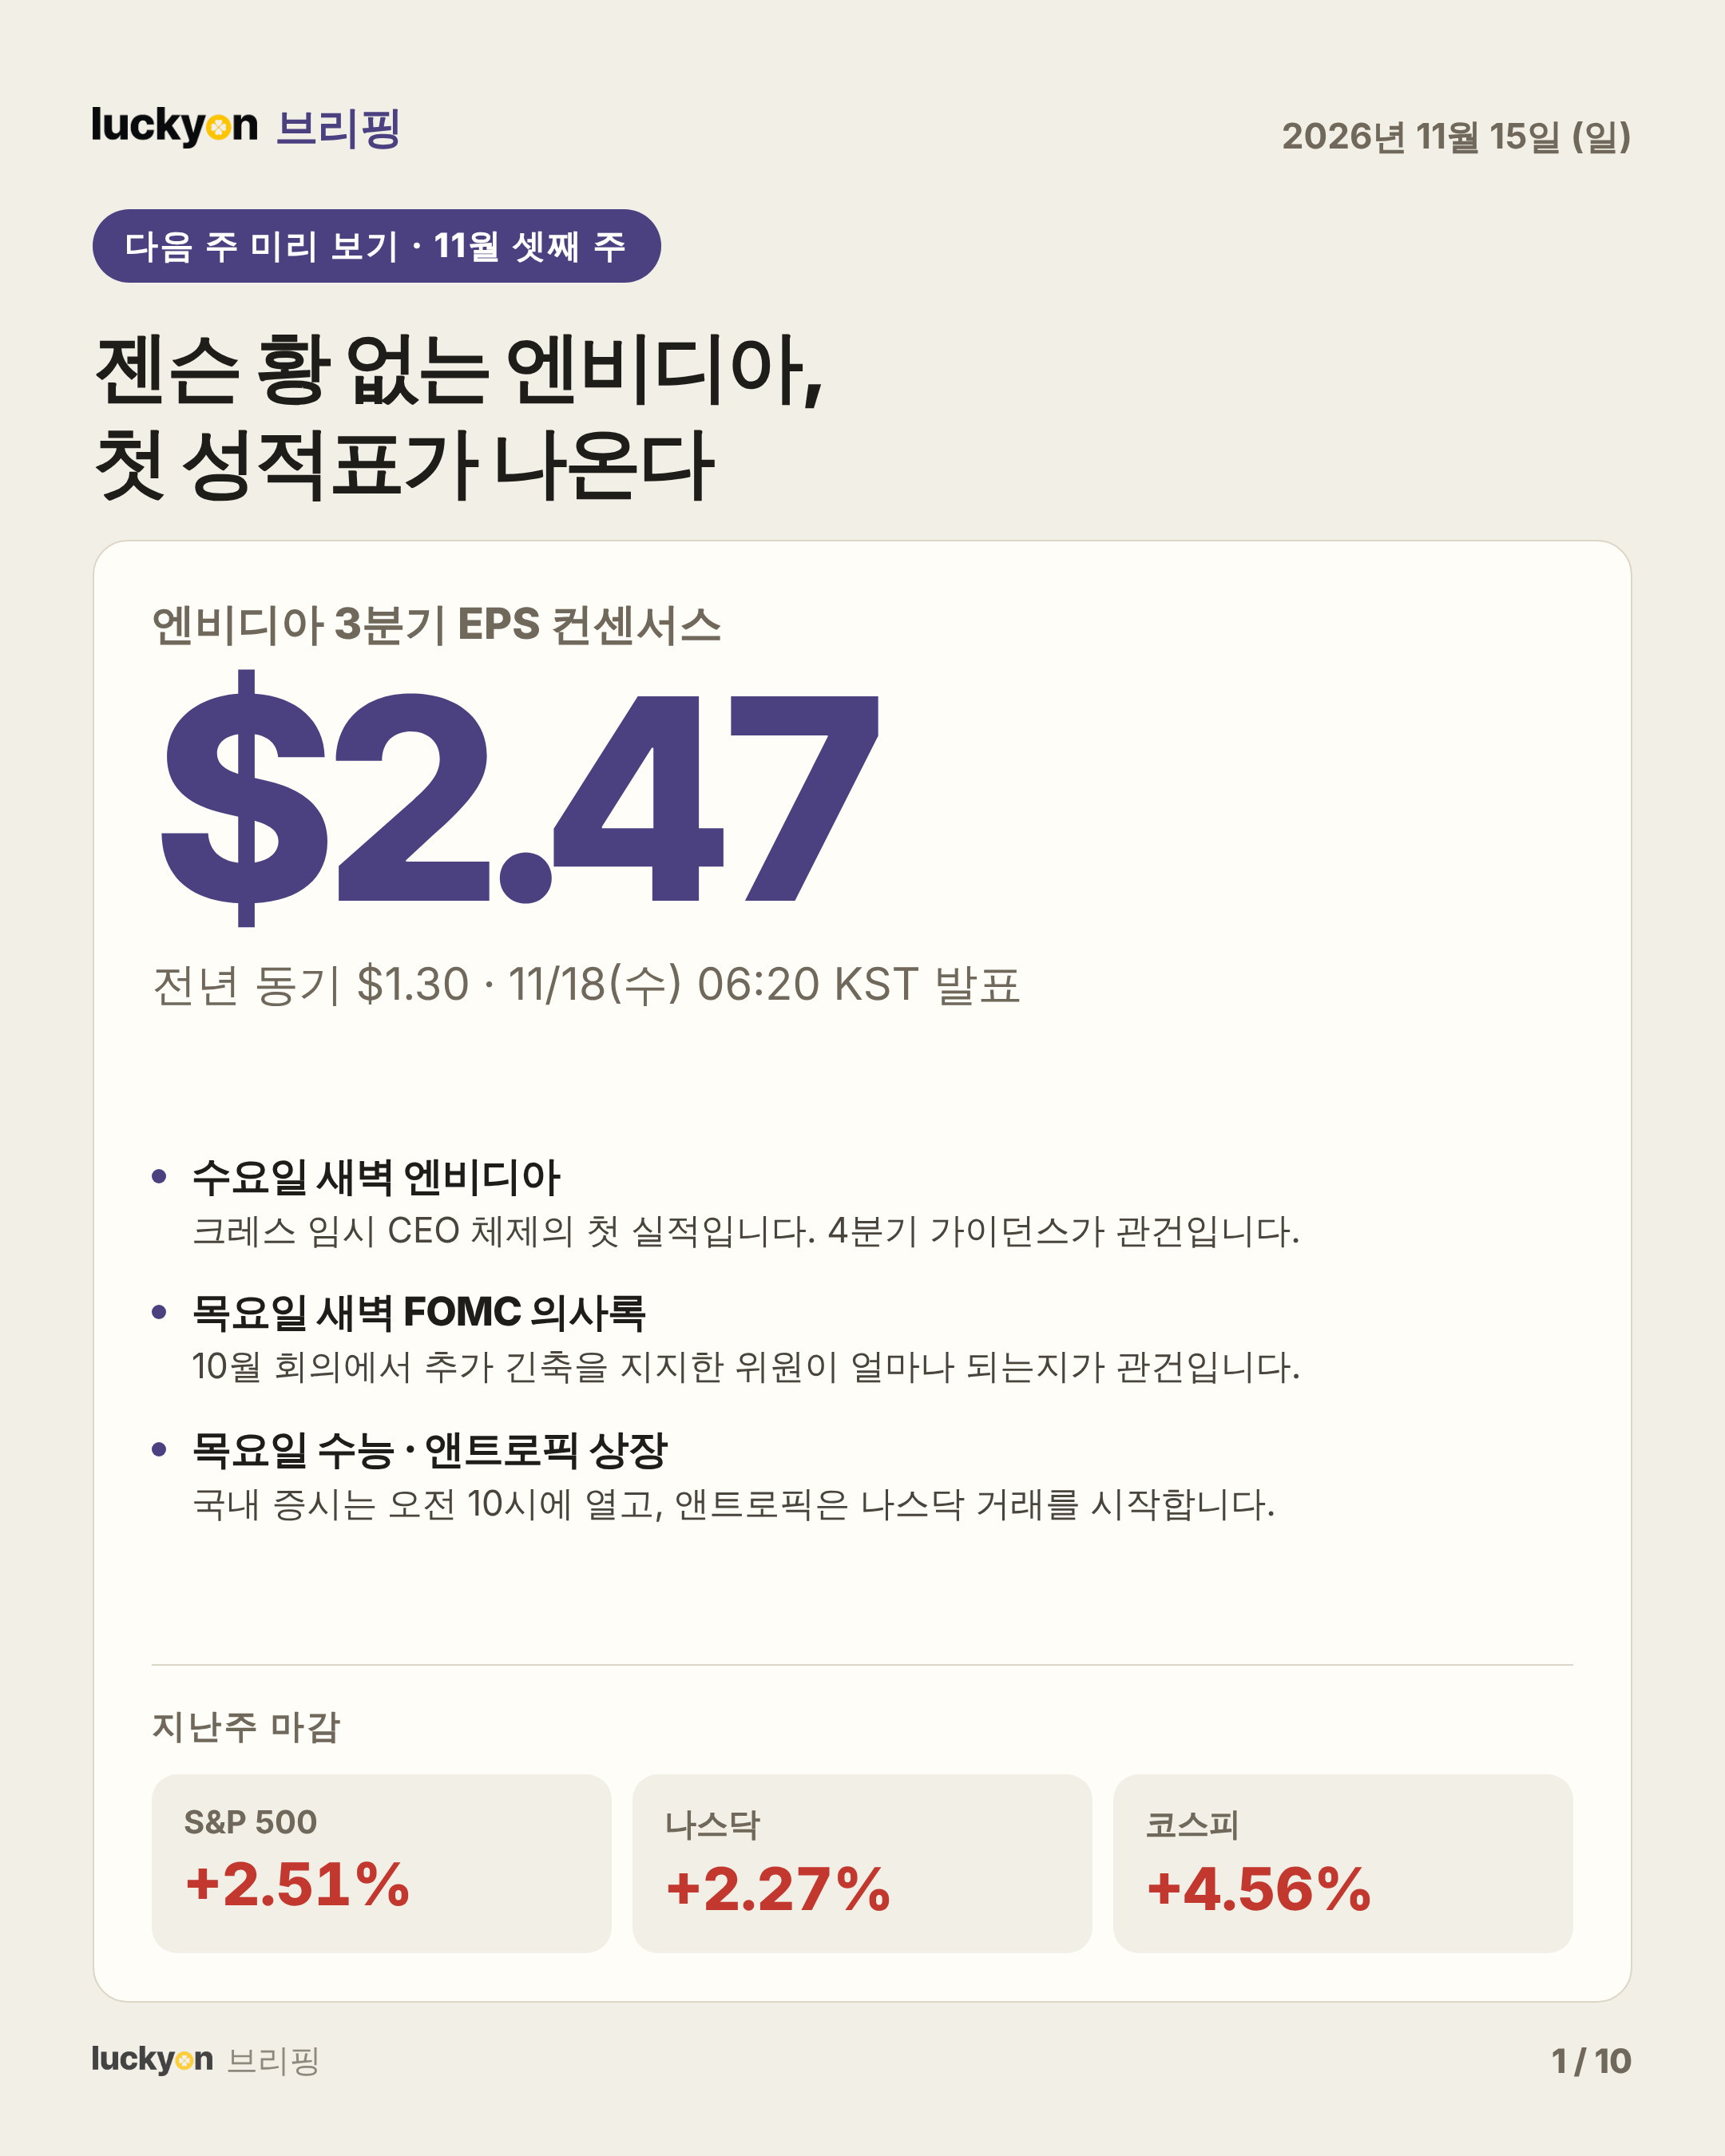 luckyon 브리핑
2026년 11월 15일 (일)
다음 주 미리 보기 · 11월 셋째 주
젠슨 황 없는 엔비디아,
첫 성적표가 나온다
엔비디아 3분기 EPS 컨센서스
$2.47
전년 동기 $1.30 · 11/18(수) 06:20 KST 발표
• 수요일 새벽 엔비디아
크레스 임시 CEO 체제의 첫 실적입니다. 4분기 가이던스가 관건입니다.
• 목요일 새벽 FOMC 의사록
10월 회의에서 추가 긴축을 지지한 위원이 얼마나 되는지가 관건입니다.
• 목요일 수능 · 앤트로픽 상장
국내 증시는 오전 10시에 열고, 앤트로픽은 나스닥 거래를 시작합니다.
지난주 마감
S&P 500
+2.51%
나스닥
+2.27%
코스피
+4.56%
luckyon 브리핑
1 / 10